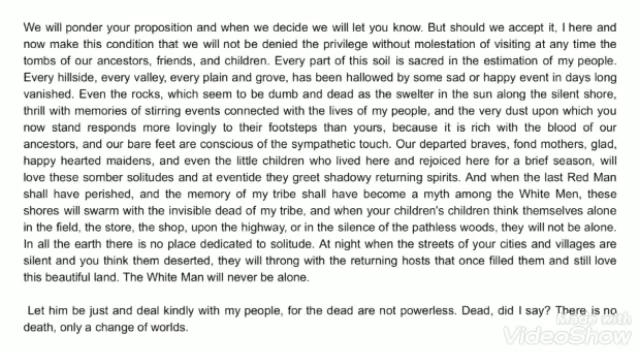 We will ponder your proposition and when we decide we will let you know. But should we accept it, I here and
now make this condition that we will not be denied the privilege without molestation of visiting at any time the
tombs of our ancestors, friends, and children. Every part of this soil is sacred in the estimation of my people.
Every hillside, every valley, every plain and grove, has been hallowed by some sad or happy event in days long
vanished. Even the rocks, which seem to be dumb and dead as the swelter in the sun along the silent shore,
thrill with memories of stirring events connected with the lives of my people, and the very dust upon which you
now stand responds more lovingly to their footsteps than yours, because it is rich with the blood of our
ancestors, and our bare feet are conscious of the sympathetic touch. Our departed braves, fond mothers, glad,
happy hearted maidens, and even the little children who lived here and rejoiced here for a brief season, will
love these somber solitudes and at eventide they greet shadowy returning spirits. And when the last Red Man
shall have perished, and the memory of my tribe shall have become a myth among the White Men, these
shores will swarm with the invisible dead of my tribe, and when your children's children think themselves alone
in the field, the store, the shop, upon the highway, or in the silence of the pathless woods, they will not be alone.
In all the earth there is no place dedicated to solitude. At night when the streets of your cities and villages are
silent and you think them deserted, they will throng with the returning hosts that once filled them and still love
this beautiful land. The White Man will never be alone.
Let him be just and deal kindly with my people, for the dead are not powerless. Dead, did I say? There is no
death, only a change of worlds.
Made with
VideoShow